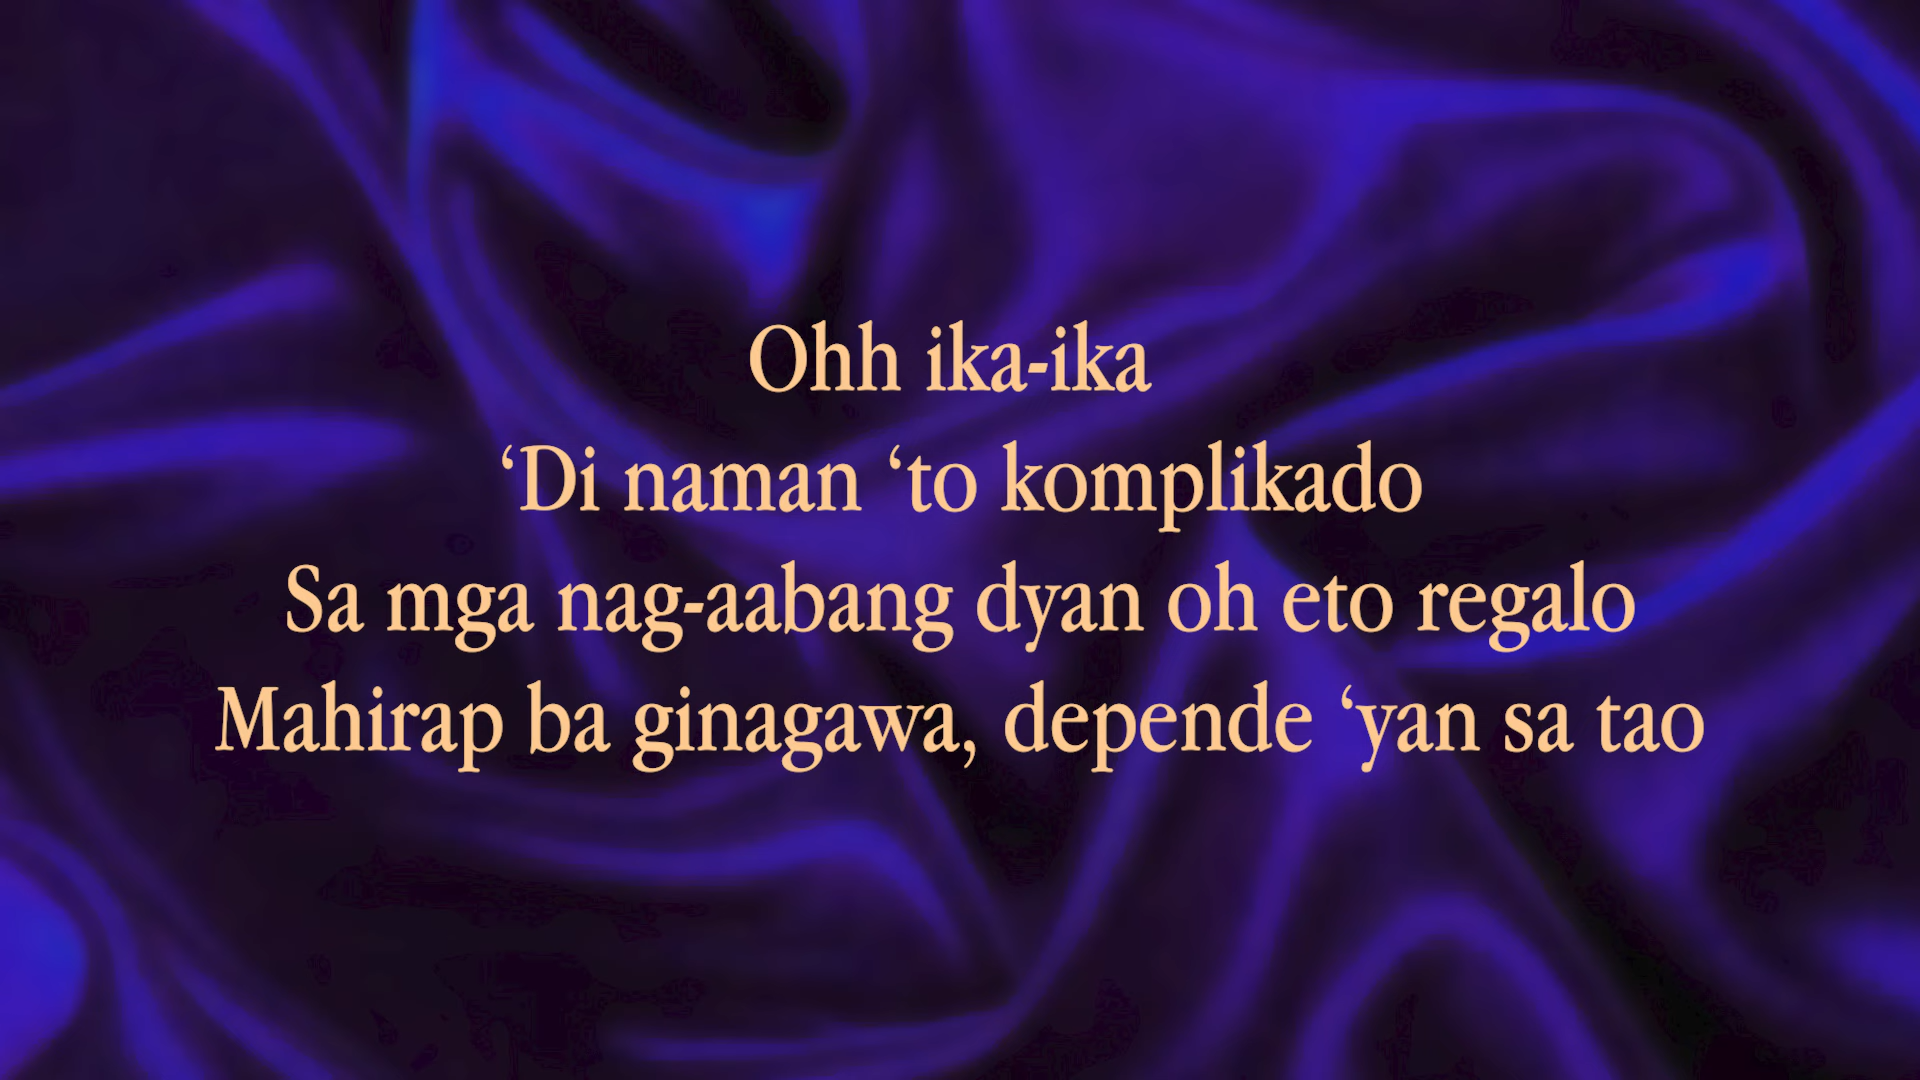 Ohh ika-ika
‘Di naman ‘to komplikado
Sa mga nag-aabang dyan oh eto regalo
Mahirap ba ginagawa, depende ‘yan sa tao